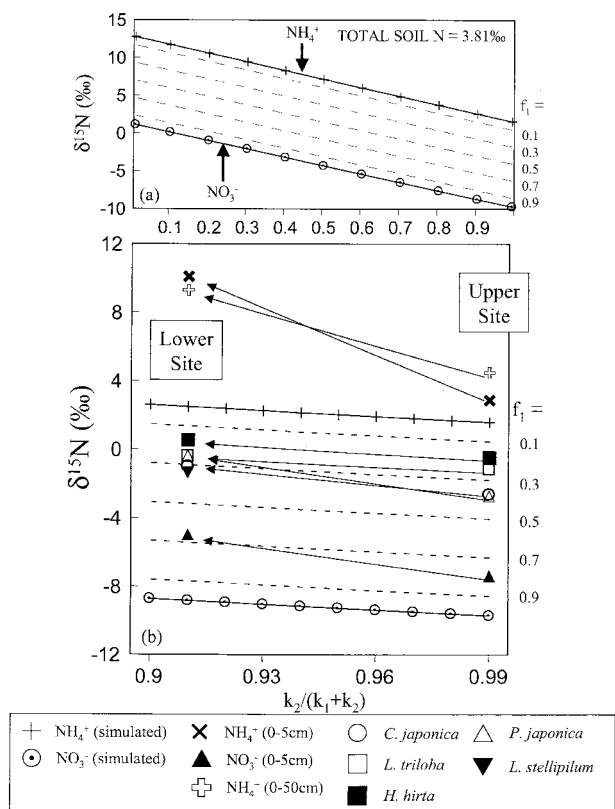 15
10
5
0
-5
-10
δ¹⁵N (‰)
NH₄⁺
TOTAL SOIL N = 3.81‰
f₁ =
0.1
0.3
0.5
0.7
0.9
(a)
NO₃⁻
0.1 0.2 0.3 0.4 0.5 0.6 0.7 0.8 0.9
12
8
4
0
-4
-8
-12
δ¹⁵N (‰)
Lower
Site
Upper
Site
f₁ =
0.1
0.3
0.5
0.7
0.9
(b)
0.9 0.93 0.96 0.99
k₂/(k₁+k₂)
NH₄⁺ (simulated) NH₄⁺ (0-5cm) C. japonica P. japonica
NO₃⁻ (simulated) NO₃⁻ (0-5cm) L. triloba L. stellipilum
NH₄⁻ (0-50cm) H. hirta